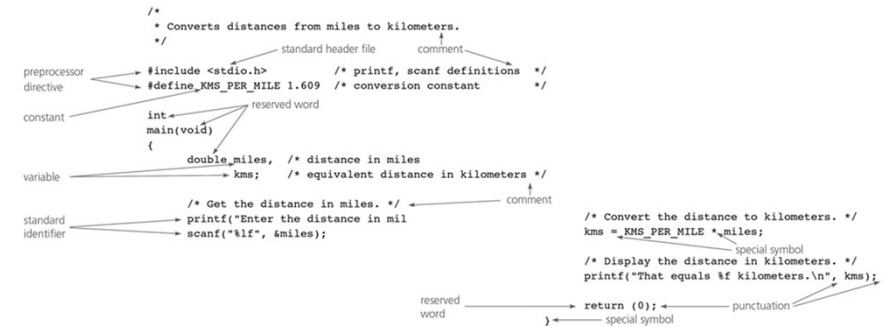 /*
* Converts distances from miles to kilometers.
*/
standard header file comment
preprocessor directive
#include <stdio.h> /* printf, scanf definitions */
#define KMS_PER_MILE 1.609 /* conversion constant */
reserved word
constant
int
main(void)
{
double miles, /* distance in miles
variable
kms; /* equivalent distance in kilometers */
comment
/* Get the distance in miles. */
standard identifier
printf("Enter the distance in mil
scanf("%lf", &miles);
/* Convert the distance to kilometers. */
kms = KMS_PER_MILE * miles;
special symbol
/* Display the distance in kilometers. */
printf("That equals %f kilometers.\n", kms);
reserved word
return (0);
punctuation
}
special symbol